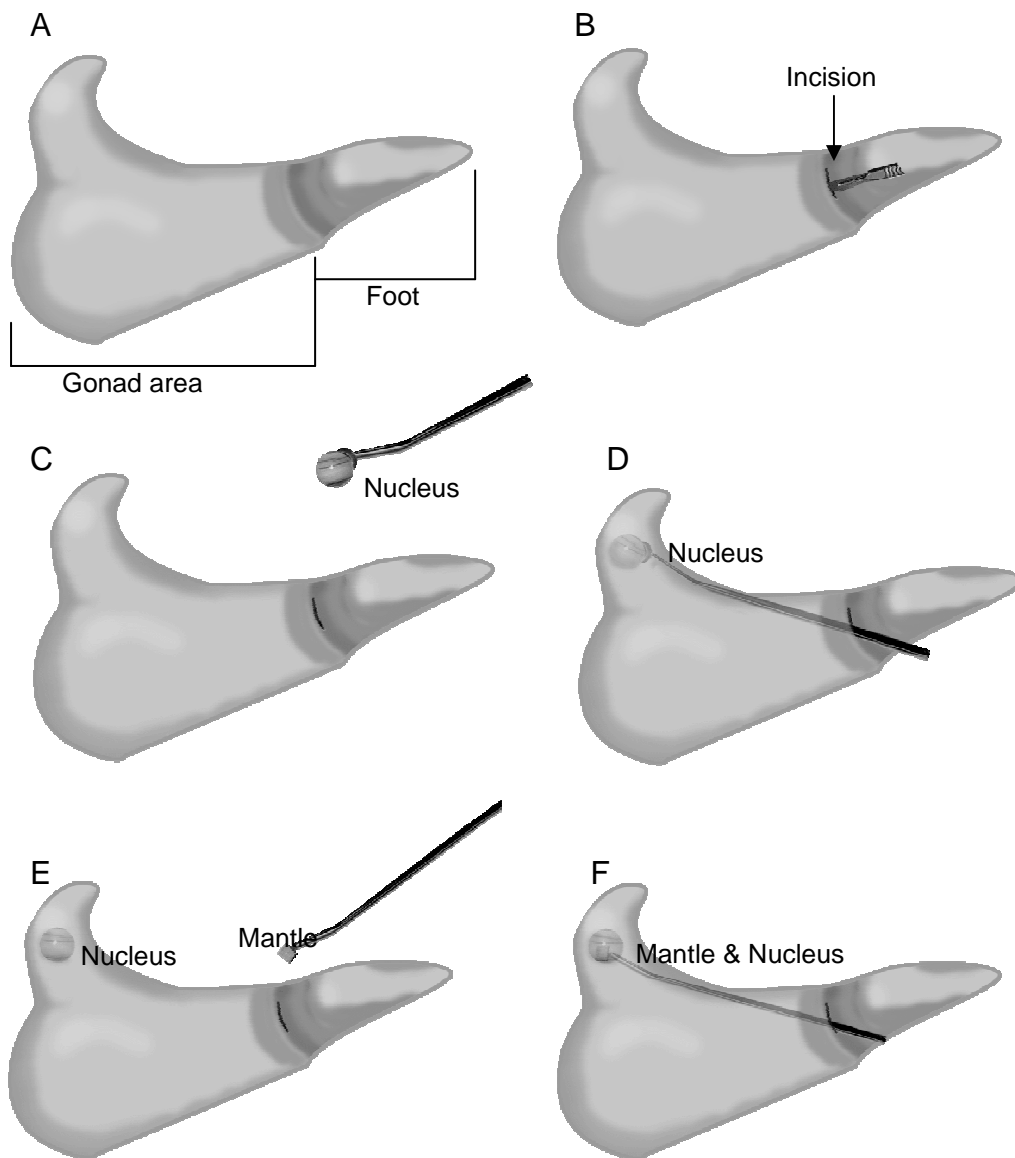 A
B
Incision
Foot
Gonad area
C
Nucleus
D
Nucleus
E
Nucleus
Mantle
F
Mantle & Nucleus